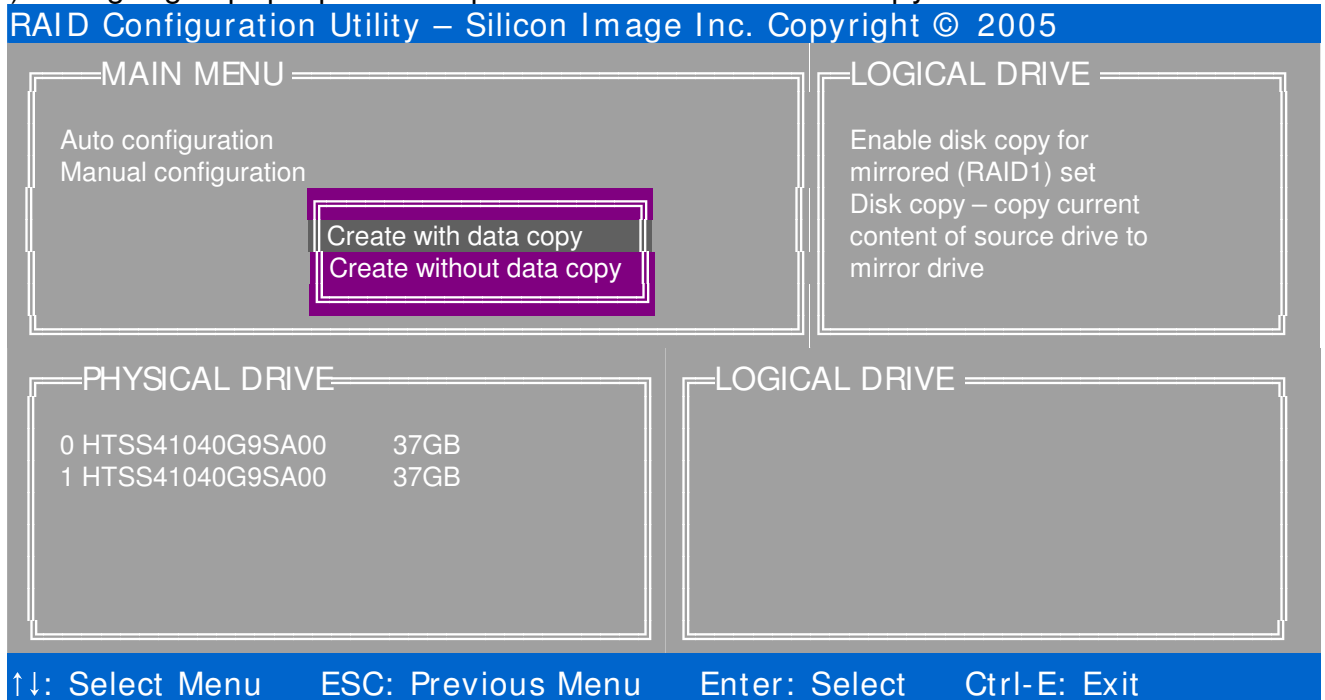 RAID Configuration Utility – Silicon Image Inc. Copyright © 2005
MAIN MENU
Auto configuration
Manual configuration
Create with data copy
Create without data copy
LOGICAL DRIVE
Enable disk copy for
mirrored (RAID1) set
Disk copy – copy current
content of source drive to
mirror drive
PHYSICAL DRIVE
0 HTSS41040G9SA00 37GB
1 HTSS41040G9SA00 37GB
LOGICAL DRIVE
↑↓: Select Menu ESC: Previous Menu Enter: Select Ctrl-E: Exit